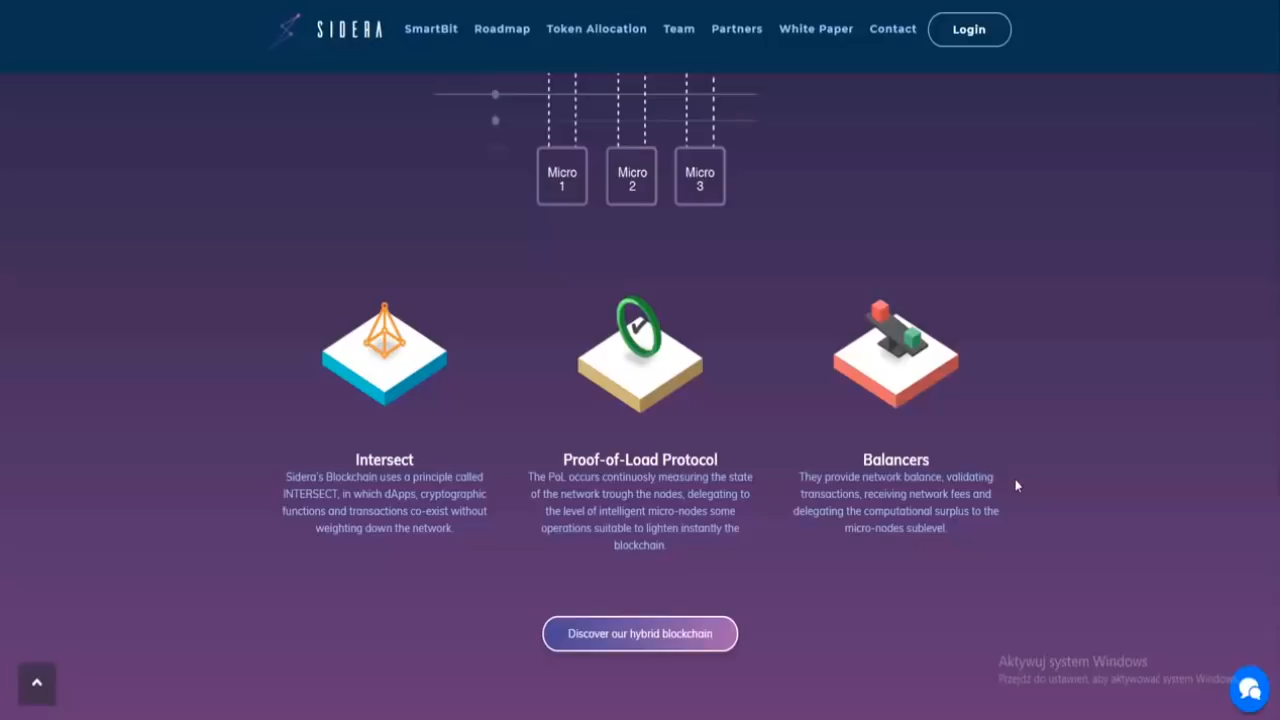 SIDERA SmartBit Roadmap Token Allocation Team Partners White Paper Contact Login
Micro 1
Micro 2
Micro 3
Intersect
Sidera's Blockchain uses a principle called
INTERSECT, in which dApps, cryptographic
functions and transactions co-exist without
weighting down the network.
Proof-of-Load Protocol
The PoL occurs continuosly measuring the state
of the network trough the nodes, delegating to
the level of intelligent micro-nodes some
operations suitable to lighten instantly the
blockchain.
Balancers
They provide network balance, validating
transactions, receiving network fees and
delegating the computational surplus to the
micro-nodes sublevel.
Discover our hybrid blockchain
Aktywuj system Windows
Przejdź do ustawień, aby aktywować system Windows